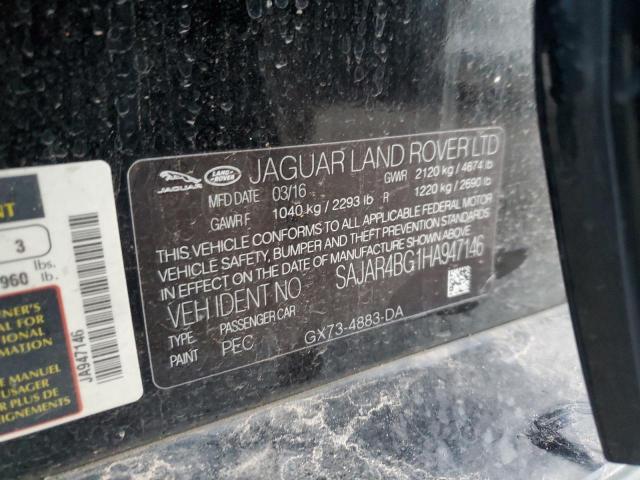 JAGUAR LAND-ROVER JAGUAR LAND ROVER LTD
MFD DATE 03/16 GWR 2120 kg / 4674 lb
GAWR F 1040 kg / 2293 lb R 1220 kg / 2690 lb
THIS VEHICLE CONFORMS TO ALL APPLICABLE FEDERAL MOTOR
VEHICLE SAFETY, BUMPER AND THEFT PREVENTION STANDARDS
IN EFFECT ON THE DATE OF MANUFACTURE SHOWN ABOVE
VEH IDENT NO SAJAR4BG1HA947146
TYPE PASSENGER CAR
PAINT PEC GX73-4883-DA
3
960 lbs.
lb.
JA947146